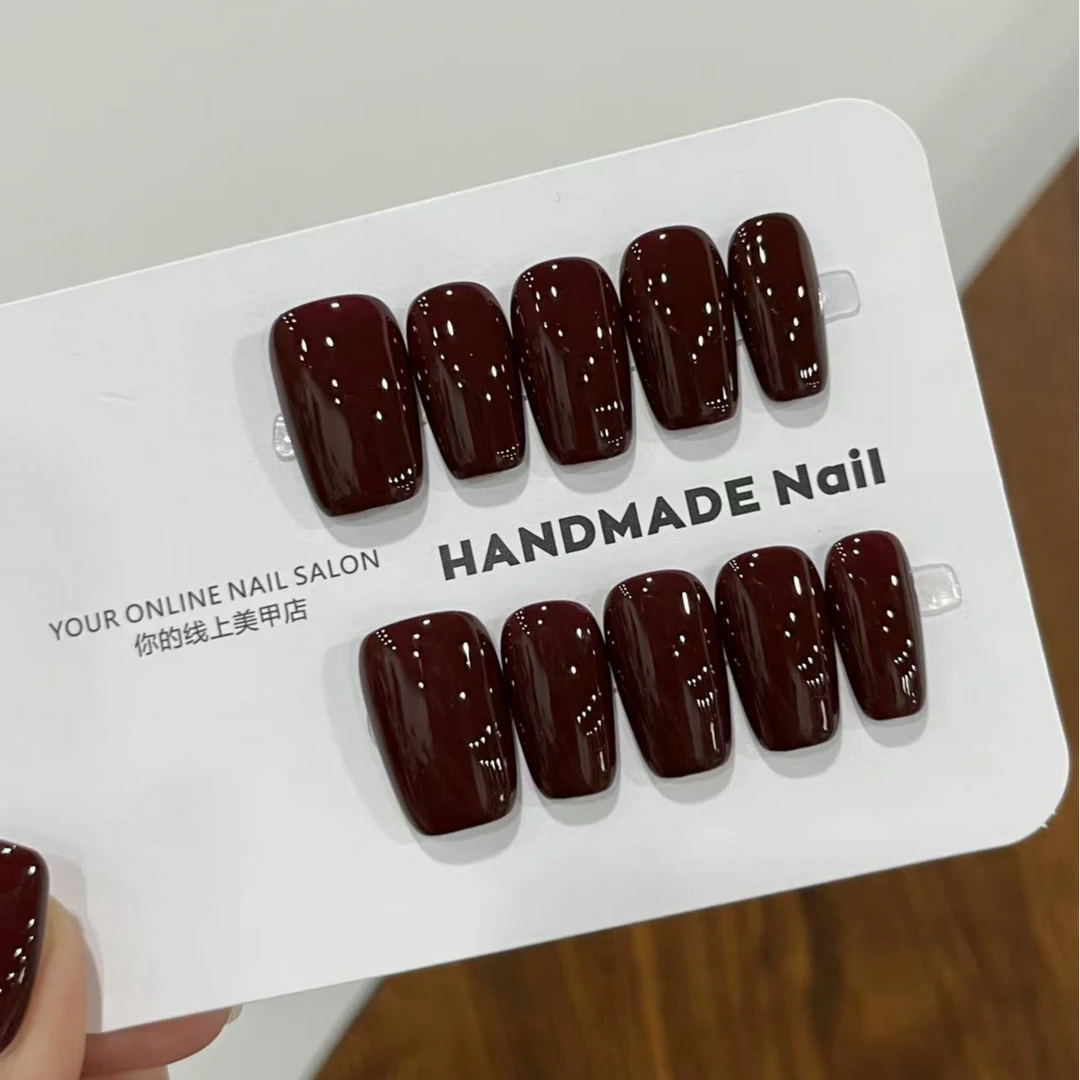 HANDMADE Nail
YOUR ONLINE NAIL SALON
你的线上美甲店